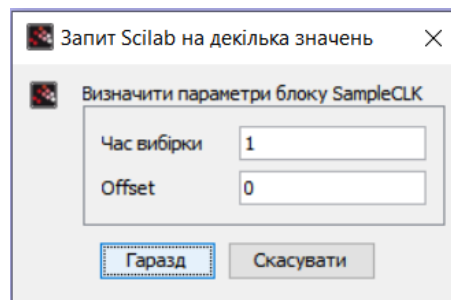 Запит Scilab на декілька значень
Визначити параметри блоку SampleCLK
Час вибірки 1
Offset 0
Гаразд Скасувати